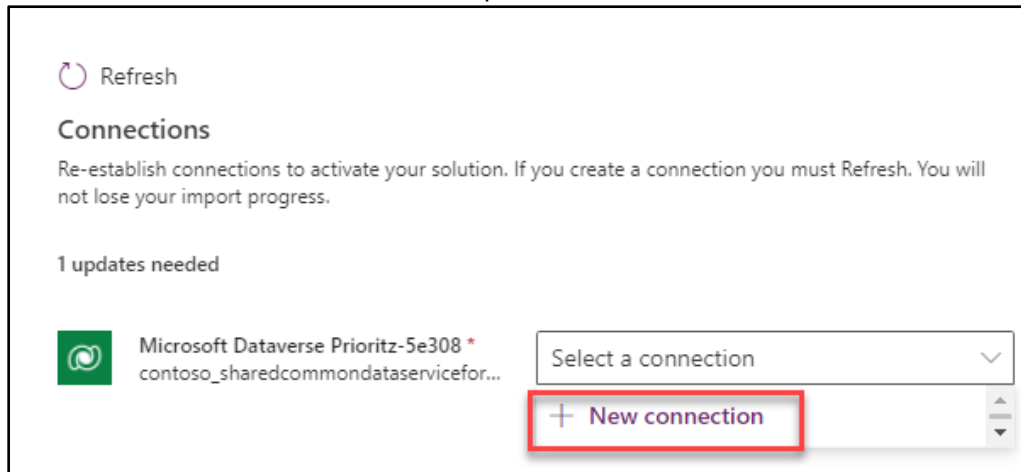 Refresh
Connections
Re-establish connections to activate your solution. If you create a connection you must Refresh. You will
not lose your import progress.
1 updates needed
Microsoft Dataverse Prioritz-5e308 *
contoso_sharedcommondataservicefor...
Select a connection
+ New connection